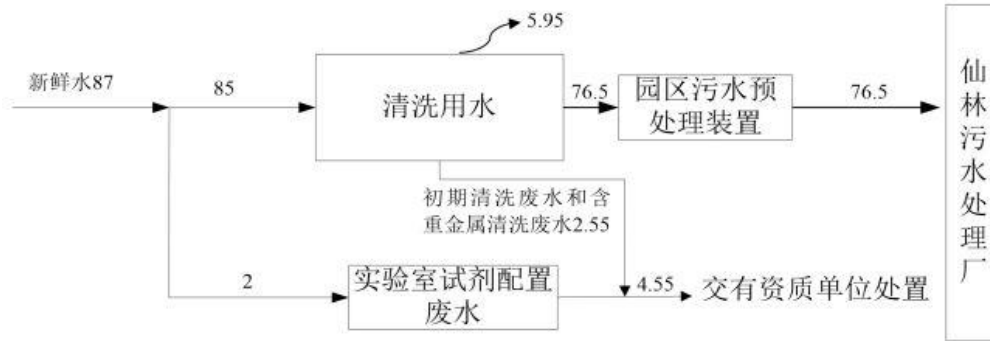 5.95
新鲜水87
85
清洗用水
76.5
园区污水预
处理装置
76.5
仙林污水处理厂
初期清洗废水和含
重金属清洗废水2.55
2
实验室试剂配置
废水
4.55
交有资质单位处置